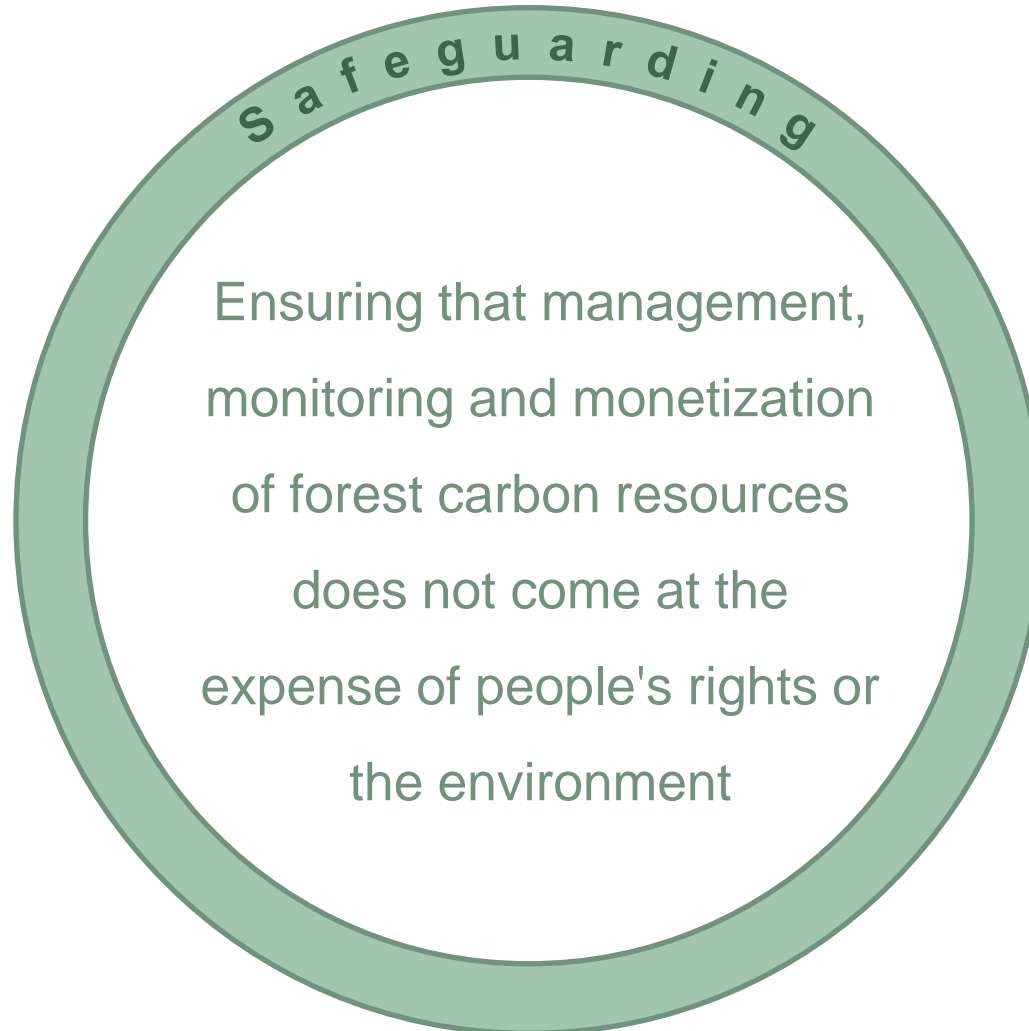 Safeguarding
Ensuring that management,
monitoring and monetization
of forest carbon resources
does not come at the
expense of people's rights or
the environment